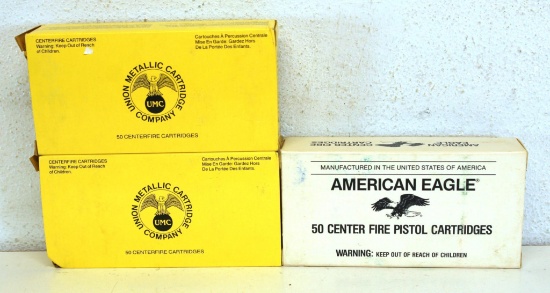 CENTERFIRE CARTRIDGES
Warning: Keep Out of Reach
of Children.
Cartouches À Percussion Centrale
Mise En Garde: Gardez Hors
De La Portée Des Enfants.
UNION METALLIC CARTRIDGE
COMPANY
UMC
50 CENTERFIRE CARTRIDGES
CENTERFIRE CARTRIDGES
Warning: Keep Out of Reach
of Children.
Cartouches À Percussion Centrale
Mise En Garde: Gardez Hors
De La Portée Des Enfants.
UNION METALLIC CARTRIDGE
COMPANY
UMC
50 CENTERFIRE CARTRIDGES
MANUFACTURED IN THE UNITED STATES OF AMERICA
AMERICAN EAGLE®
50 CENTER FIRE PISTOL CARTRIDGES
WARNING: KEEP OUT OF REACH OF CHILDREN